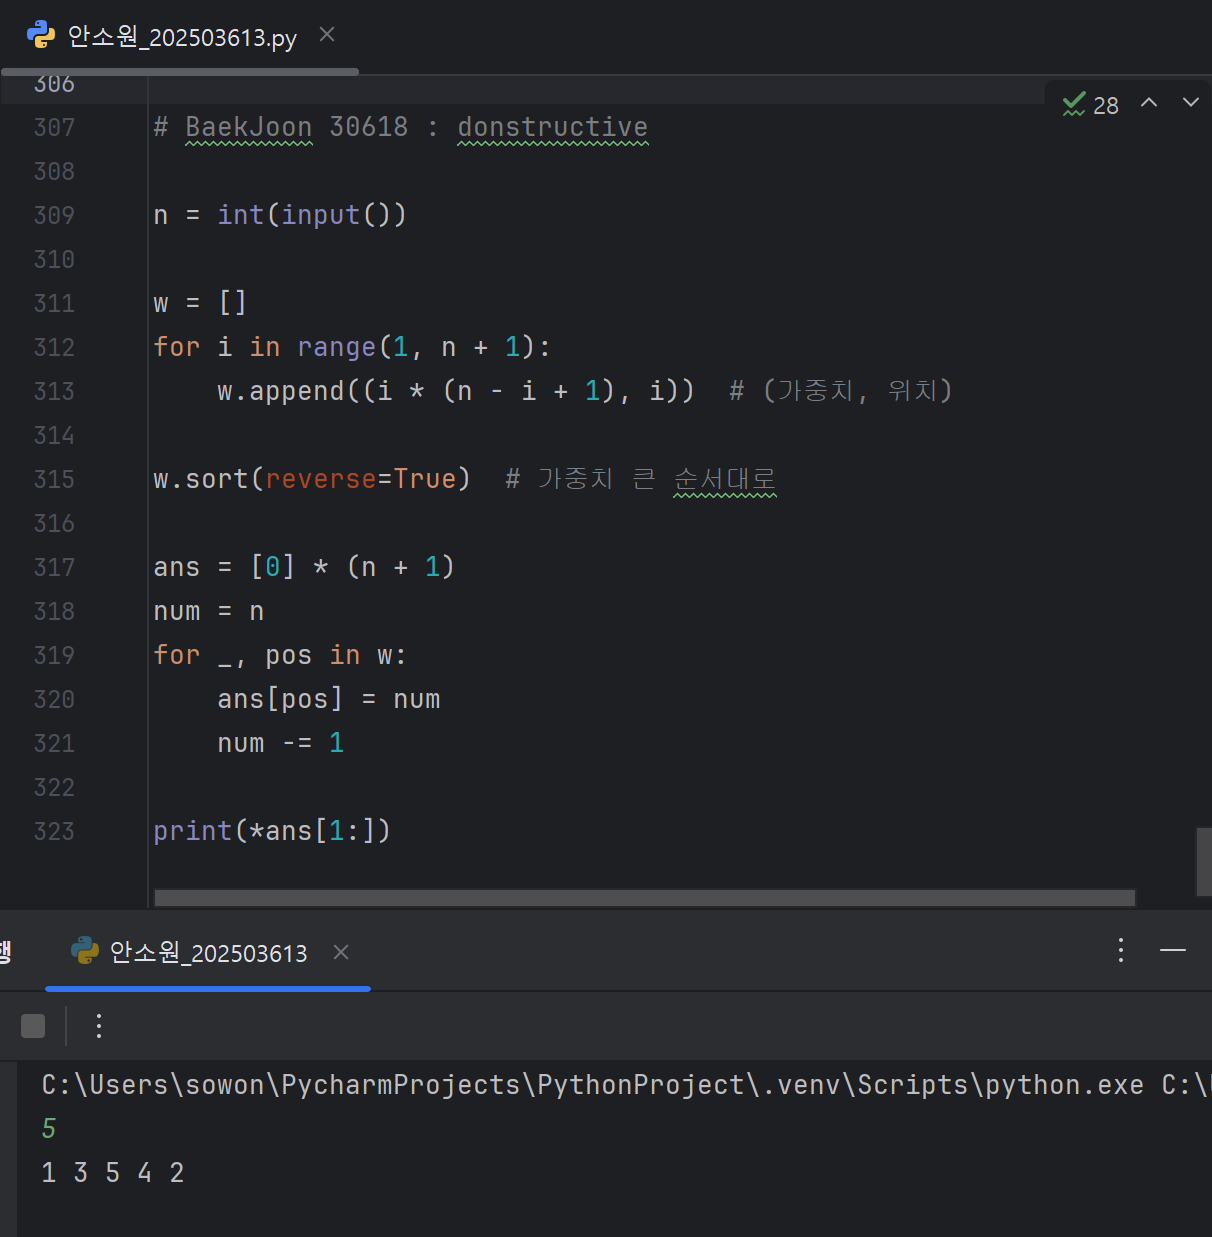 안소원_202503613.py
28
306
307 # BaekJoon 30618 : donstructive
308
309 n = int(input())
310
311 w = []
312 for i in range(1, n + 1):
313     w.append((i * (n - i + 1), i))  # (가중치, 위치)
314
315 w.sort(reverse=True)  # 가중치 큰 순서대로
316
317 ans = [0] * (n + 1)
318 num = n
319 for _, pos in w:
320     ans[pos] = num
321     num -= 1
322
323 print(*ans[1:])
안소원_202503613
C:\Users\sowon\PycharmProjects\PythonProject\.venv\Scripts\python.exe C:\
5
1 3 5 4 2